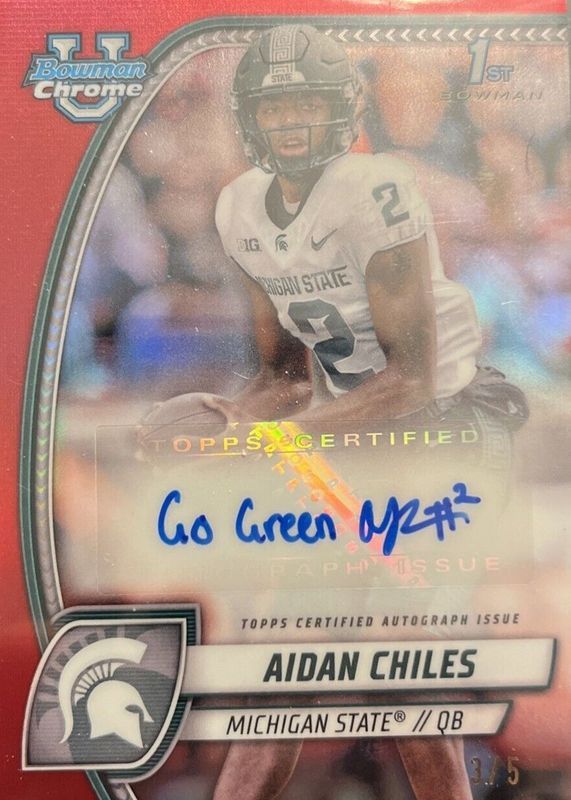 Bowman
Chrome
1ST
BOWMAN
STATE
2
B1G
MICHIGAN STATE
2
TOPPS CERTIFIED
Go Green #2
AUTOGRAPH ISSUE
TOPPS CERTIFIED AUTOGRAPH ISSUE
AIDAN CHILES
MICHIGAN STATE® // QB
3/5